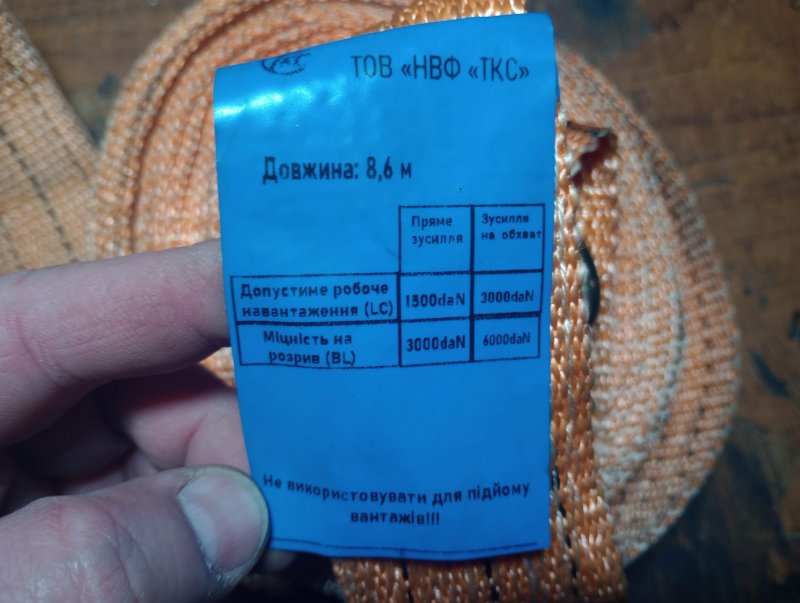 ТОВ «НВФ «ТКС»
Довжина: 8,6 м
Пряме зусилля
Зусилля на обхват
Допустиме робоче навантаження (LC) 1500daN 3000daN
Міцність на розрив (BL) 3000daN 6000daN
Не використовувати для підйому
вантажів!!!